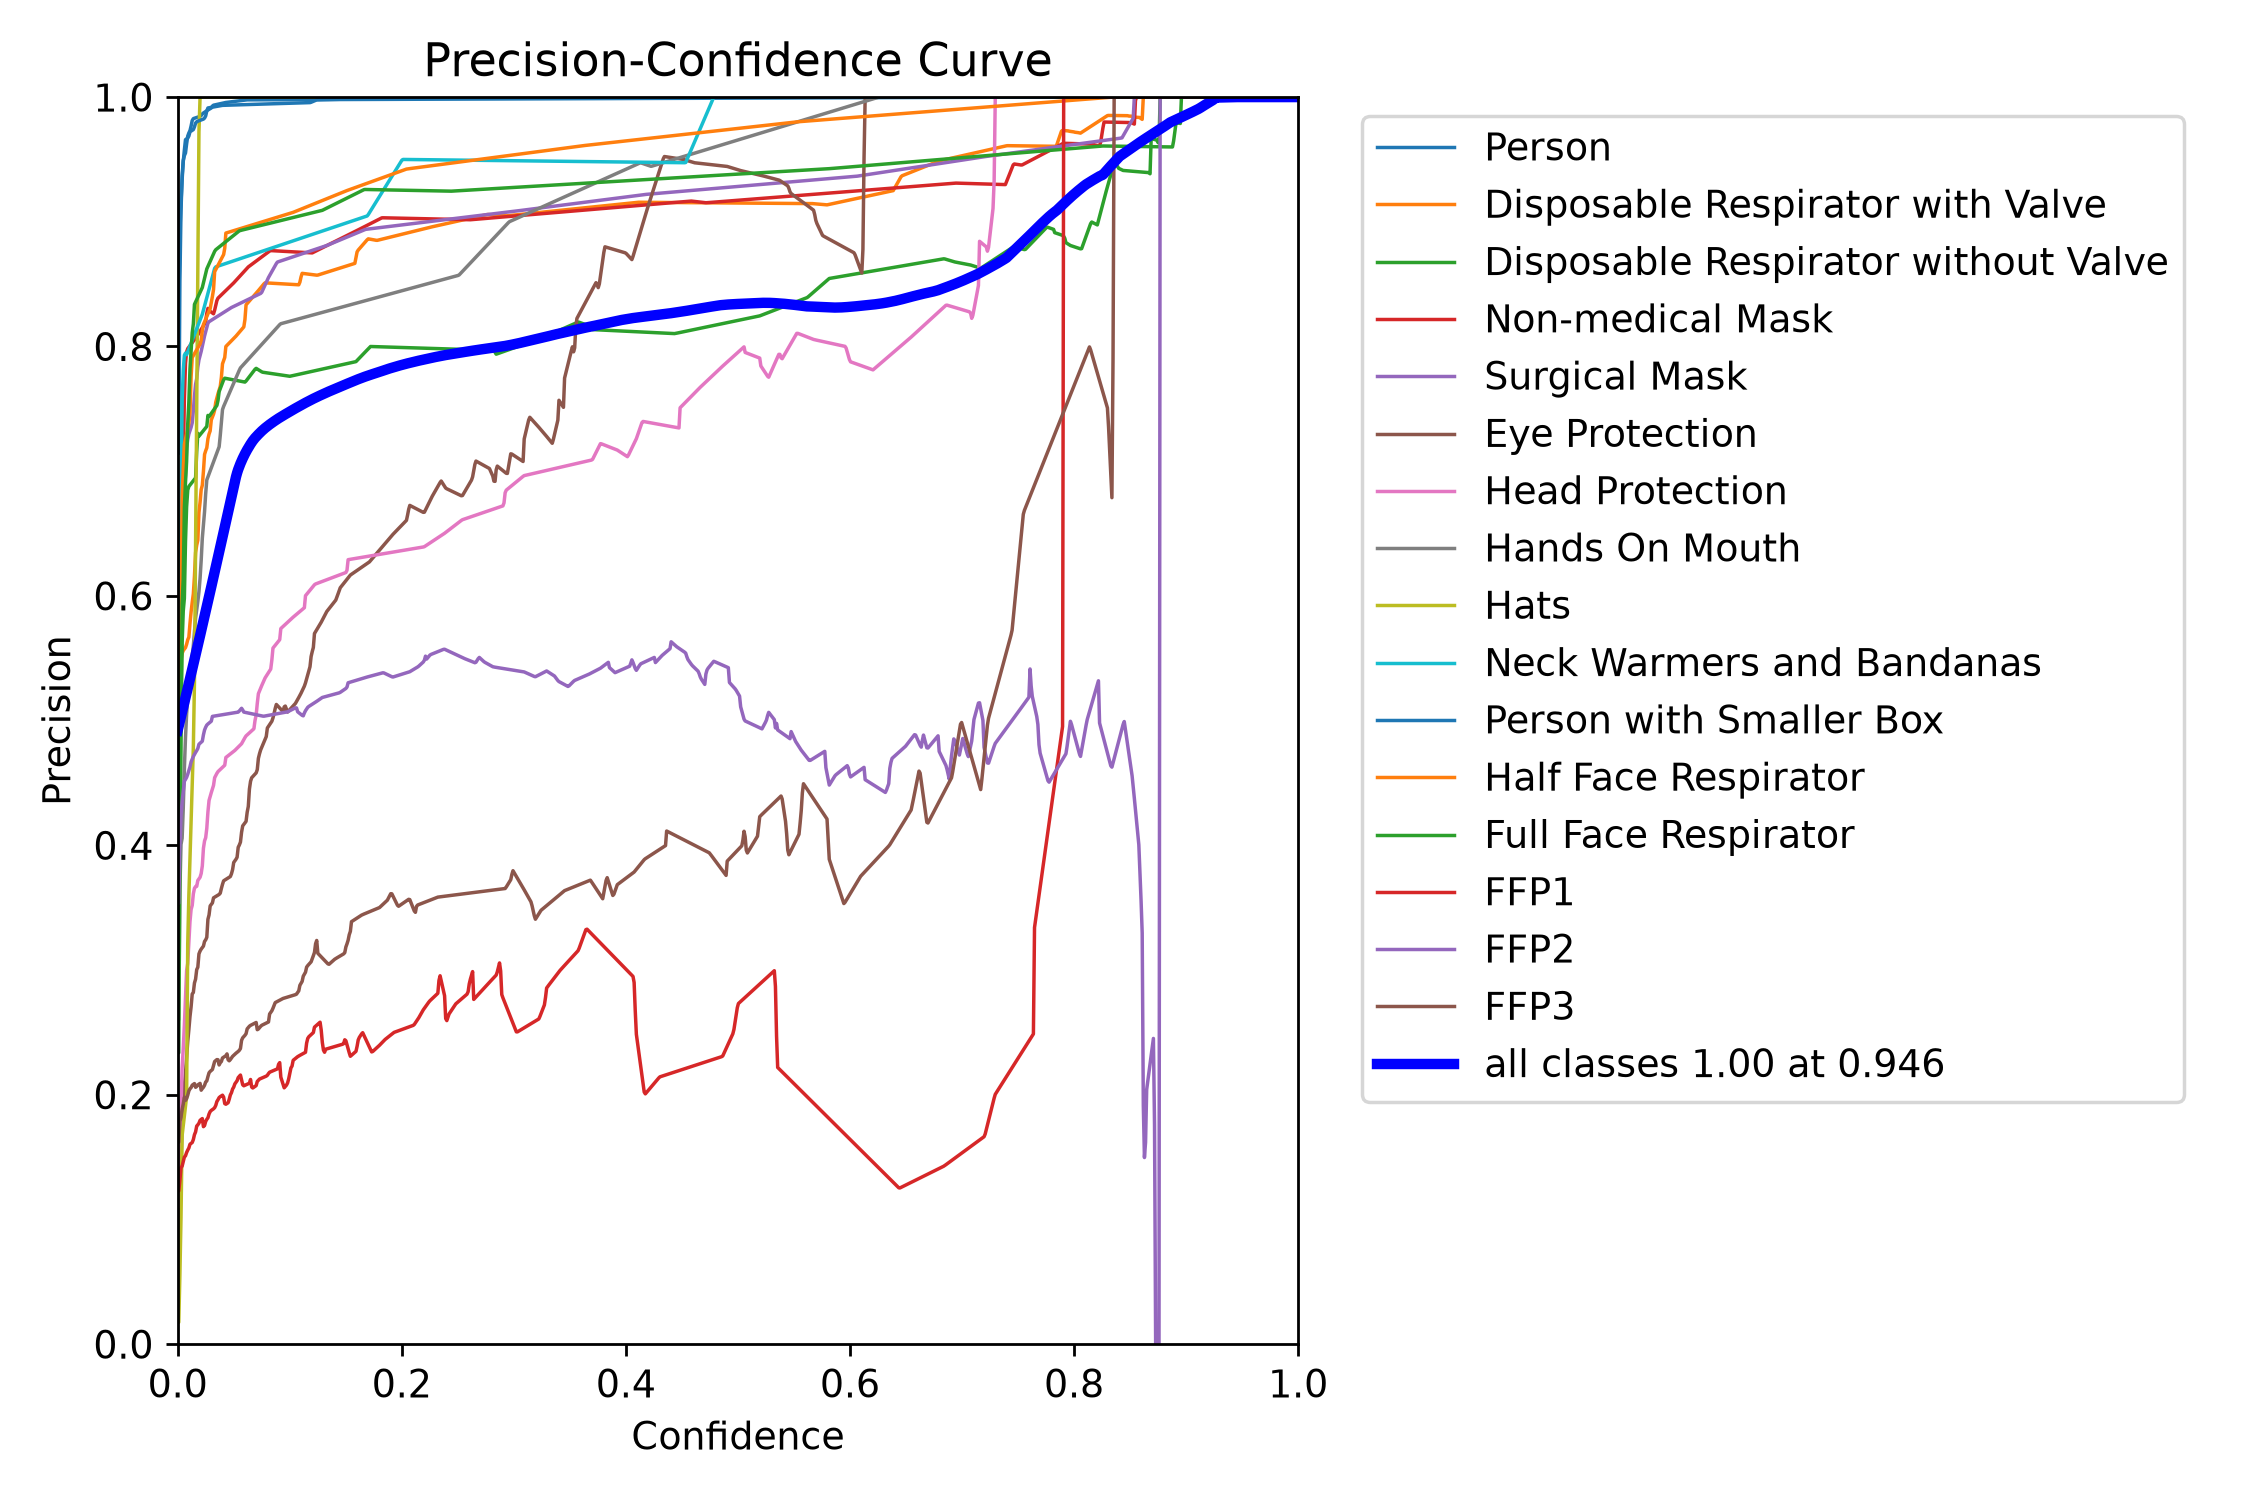 Precision-Confidence Curve
1.0
0.8
0.6
0.4
0.2
0.0
Precision
0.0 0.2 0.4 0.6 0.8 1.0
Confidence
Person
Disposable Respirator with Valve
Disposable Respirator without Valve
Non-medical Mask
Surgical Mask
Eye Protection
Head Protection
Hands On Mouth
Hats
Neck Warmers and Bandanas
Person with Smaller Box
Half Face Respirator
Full Face Respirator
FFP1
FFP2
FFP3
all classes 1.00 at 0.946